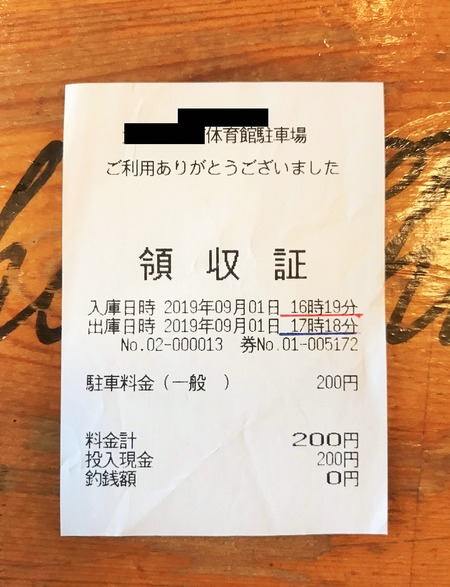 体育館駐車場
ご利用ありがとうございました
領収証
入庫日時 2019年09月01日 16時19分
出庫日時 2019年09月01日 17時18分
No.02-000013 券No.01-005172
駐車料金(一般 ) 200円
料金計 200円
投入現金 200円
釣銭額 0円